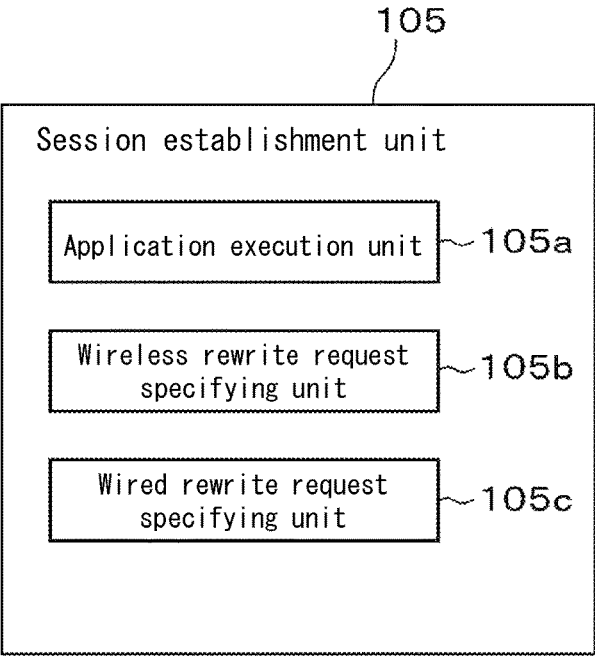 105
Session establishment unit
Application execution unit
105a
Wireless rewrite request
specifying unit
105b
Wired rewrite request
specifying unit
105c